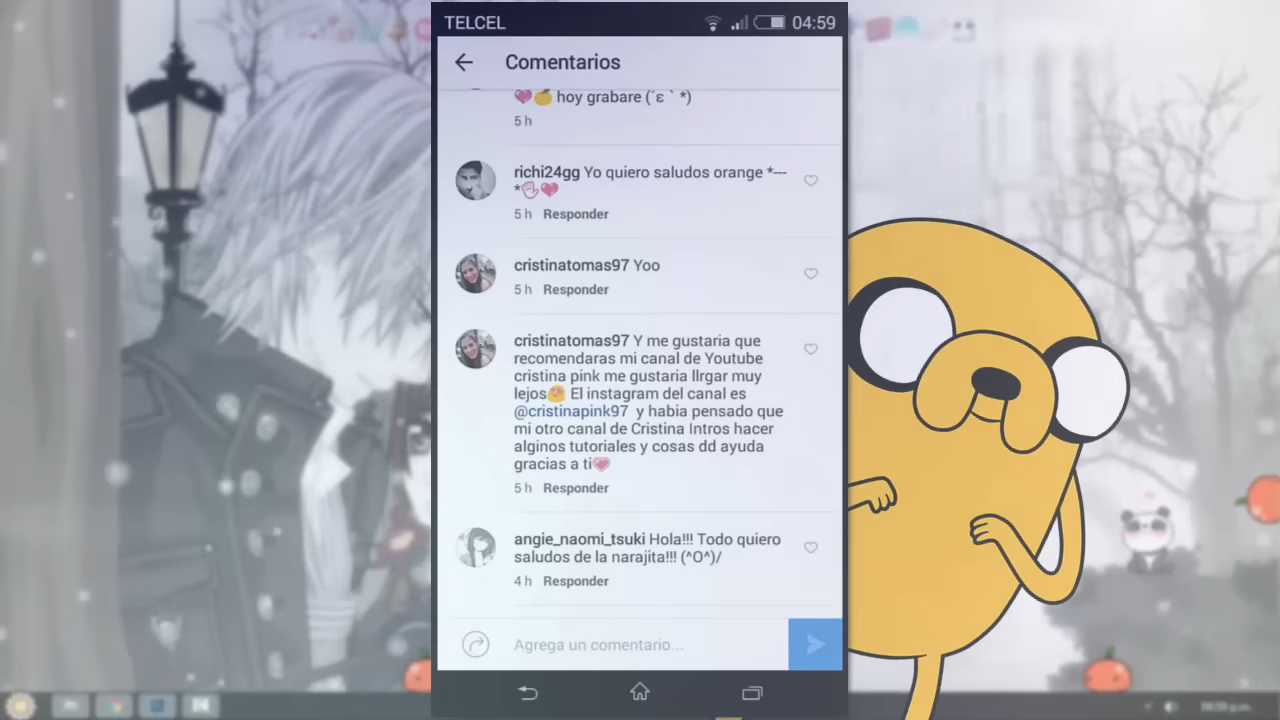 TELCEL 04:59
Comentarios
hoy grabare (´ε ` *)
5 h
richi24gg Yo quiero saludos orange *---
*
5 h Responder
cristinatomas97 Yoo
5 h Responder
cristinatomas97 Y me gustaria que
recomendaras mi canal de Youtube
cristina pink me gustaria llrgar muy
lejos El instagram del canal es
@cristinapink97 y habia pensado que
mi otro canal de Cristina Intros hacer
alginos tutoriales y cosas dd ayuda
gracias a ti
5 h Responder
angie_naomi_tsuki Hola!!! Todo quiero
saludos de la narajita!!! (^O^)/
4 h Responder
Agrega un comentario...